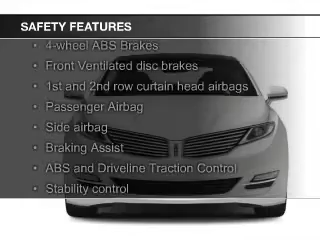 SAFETY FEATURES
• 4-wheel ABS Brakes
• Front Ventilated disc brakes
• 1st and 2nd row curtain head airbags
• Passenger Airbag
• Side airbag
• Braking Assist
• ABS and Driveline Traction Control
• Stability control